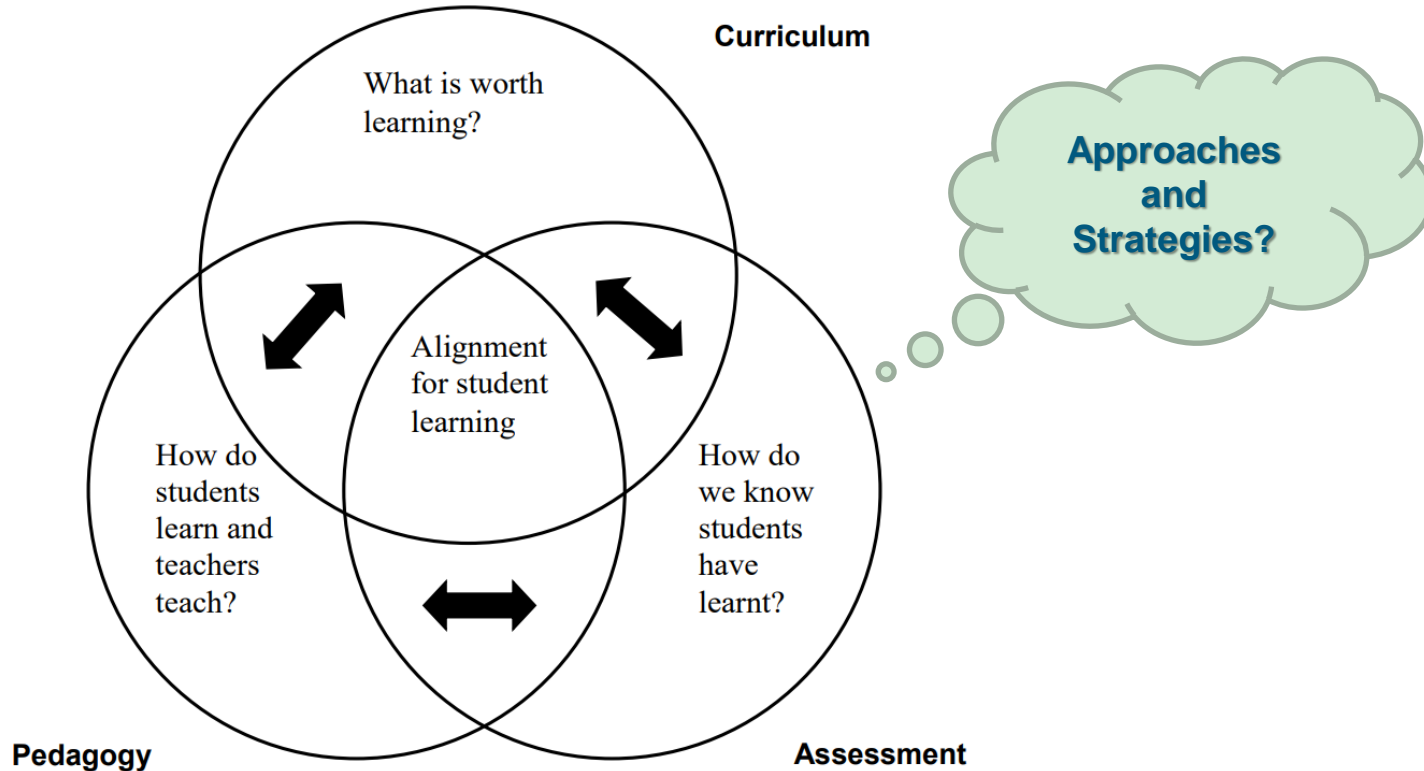 Curriculum
What is worth
learning?
Approaches
and
Strategies?
Alignment
for student
learning
How do
students
learn and
teachers
teach?
How do
we know
students
have
learnt?
Pedagogy
Assessment